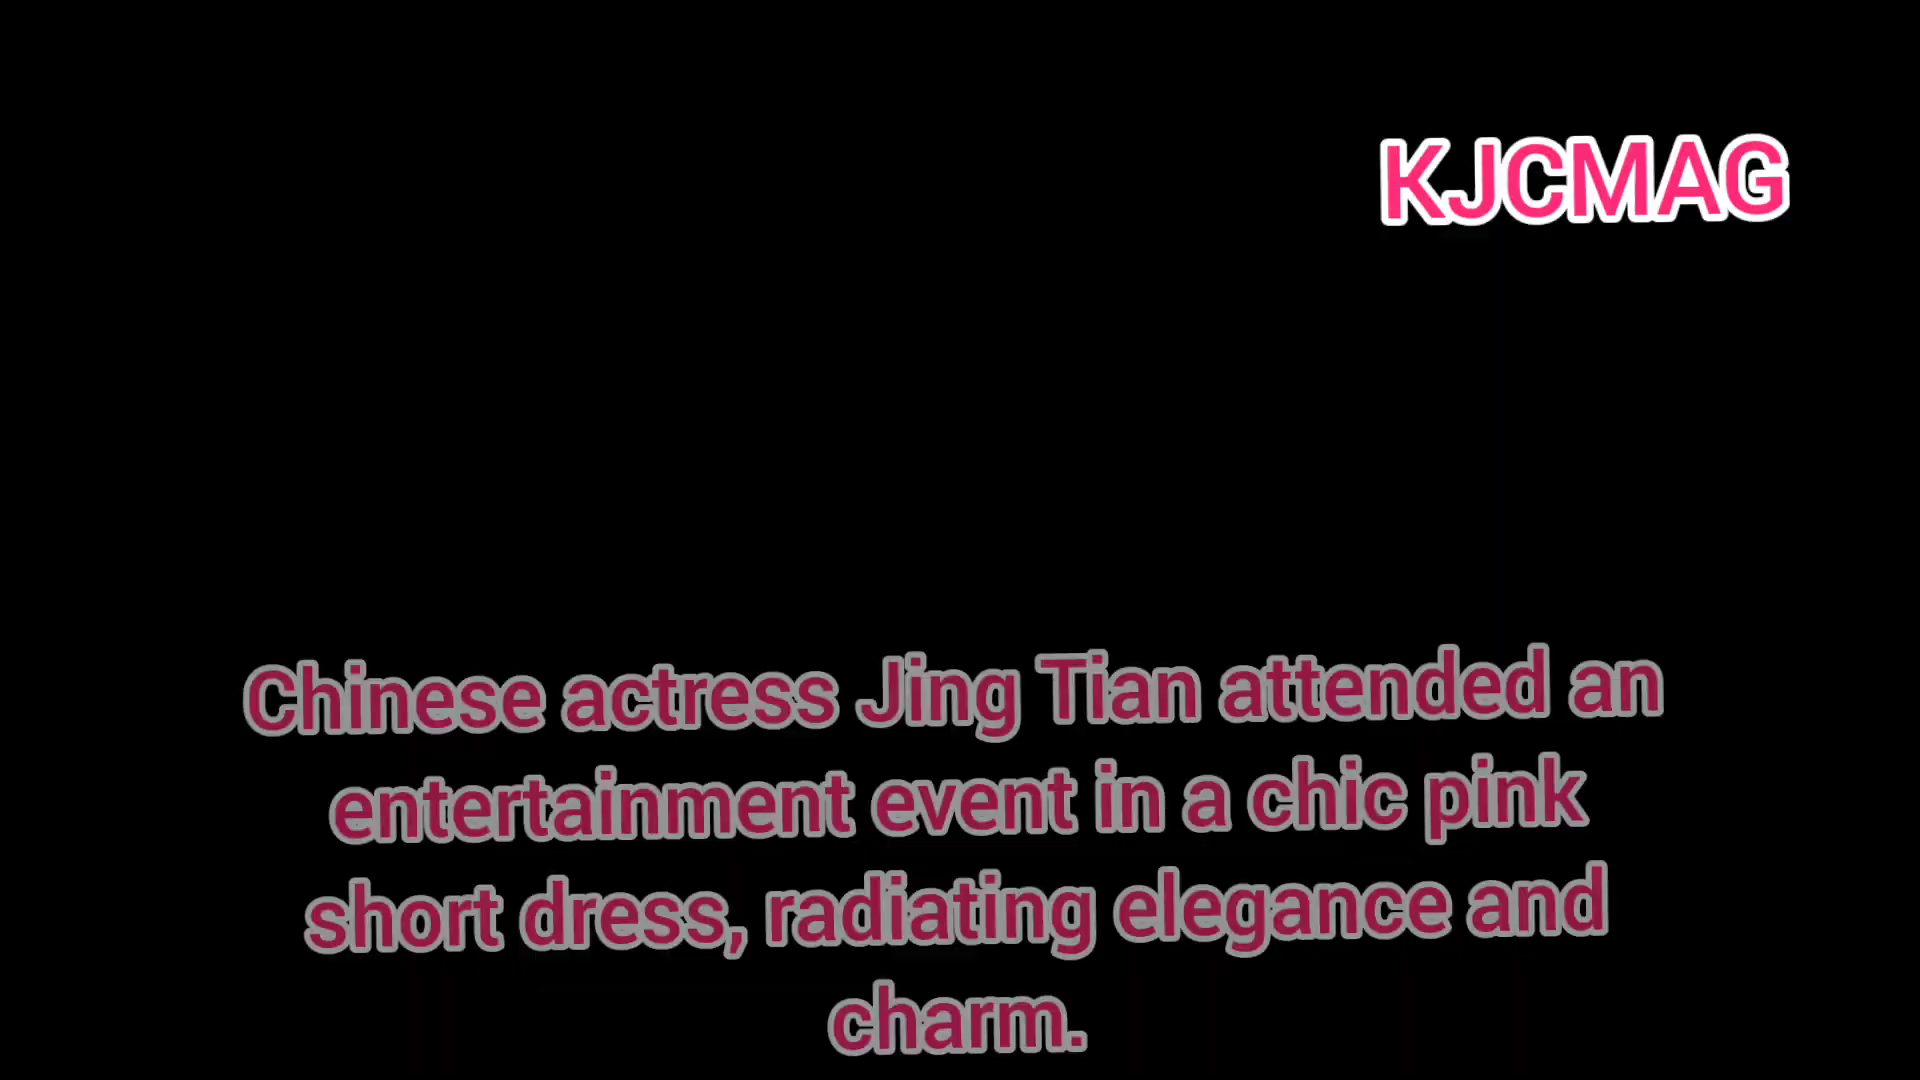 KJCMAG
Chinese actress Jing Tian attended an
entertainment event in a chic pink
short dress, radiating elegance and
charm.